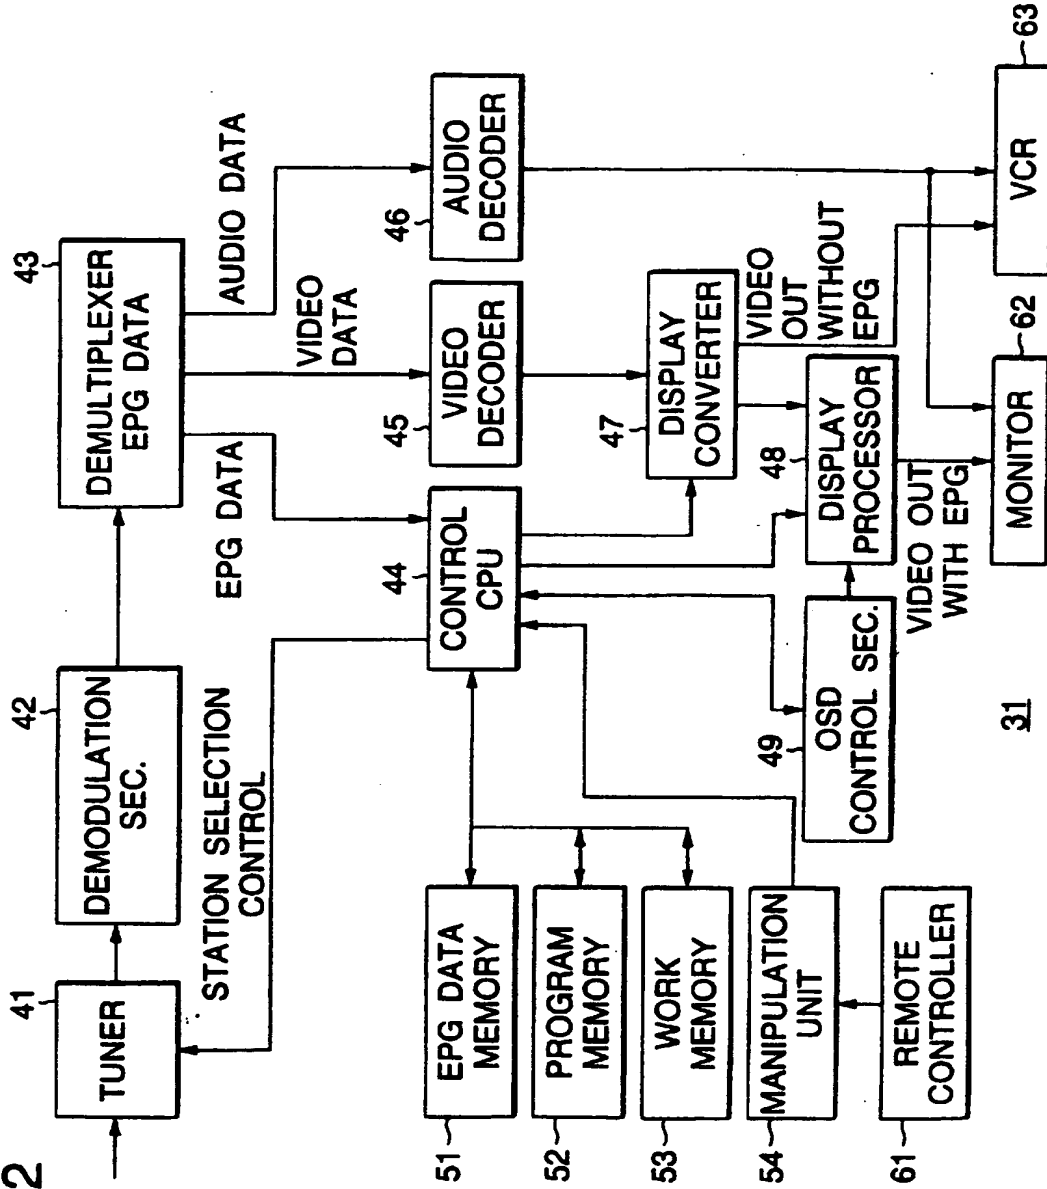 2
41
TUNER
42
DEMODULATION
SEC.
43
DEMULTIPLEXER
EPG DATA
STATION SELECTION
CONTROL
EPG DATA
VIDEO
DATA
AUDIO DATA
44
CONTROL
CPU
45
VIDEO
DECODER
46
AUDIO
DECODER
51
EPG DATA
MEMORY
52
PROGRAM
MEMORY
53
WORK
MEMORY
54
MANIPULATION
UNIT
61
REMOTE
CONTROLLER
47
DISPLAY
CONVERTER
48
DISPLAY
PROCESSOR
49
OSD
CONTROL SEC.
VIDEO
OUT
WITHOUT
EPG
VIDEO OUT
WITH EPG
31
62
MONITOR
63
VCR